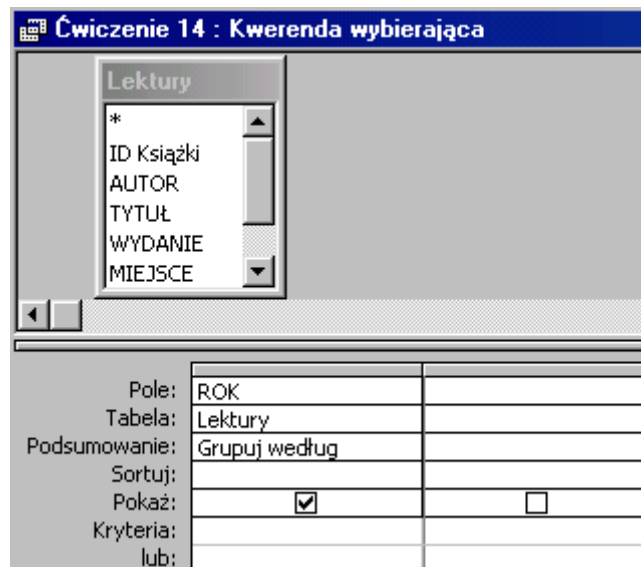 Ćwiczenie 14 : Kwerenda wybierająca
Lektury
*
ID Książki
AUTOR
TYTUŁ
WYDANIE
MIEJSCE
Pole: ROK
Tabela: Lektury
Podsumowanie: Grupuj według
Sortuj:
Pokaż:
Kryteria:
lub: